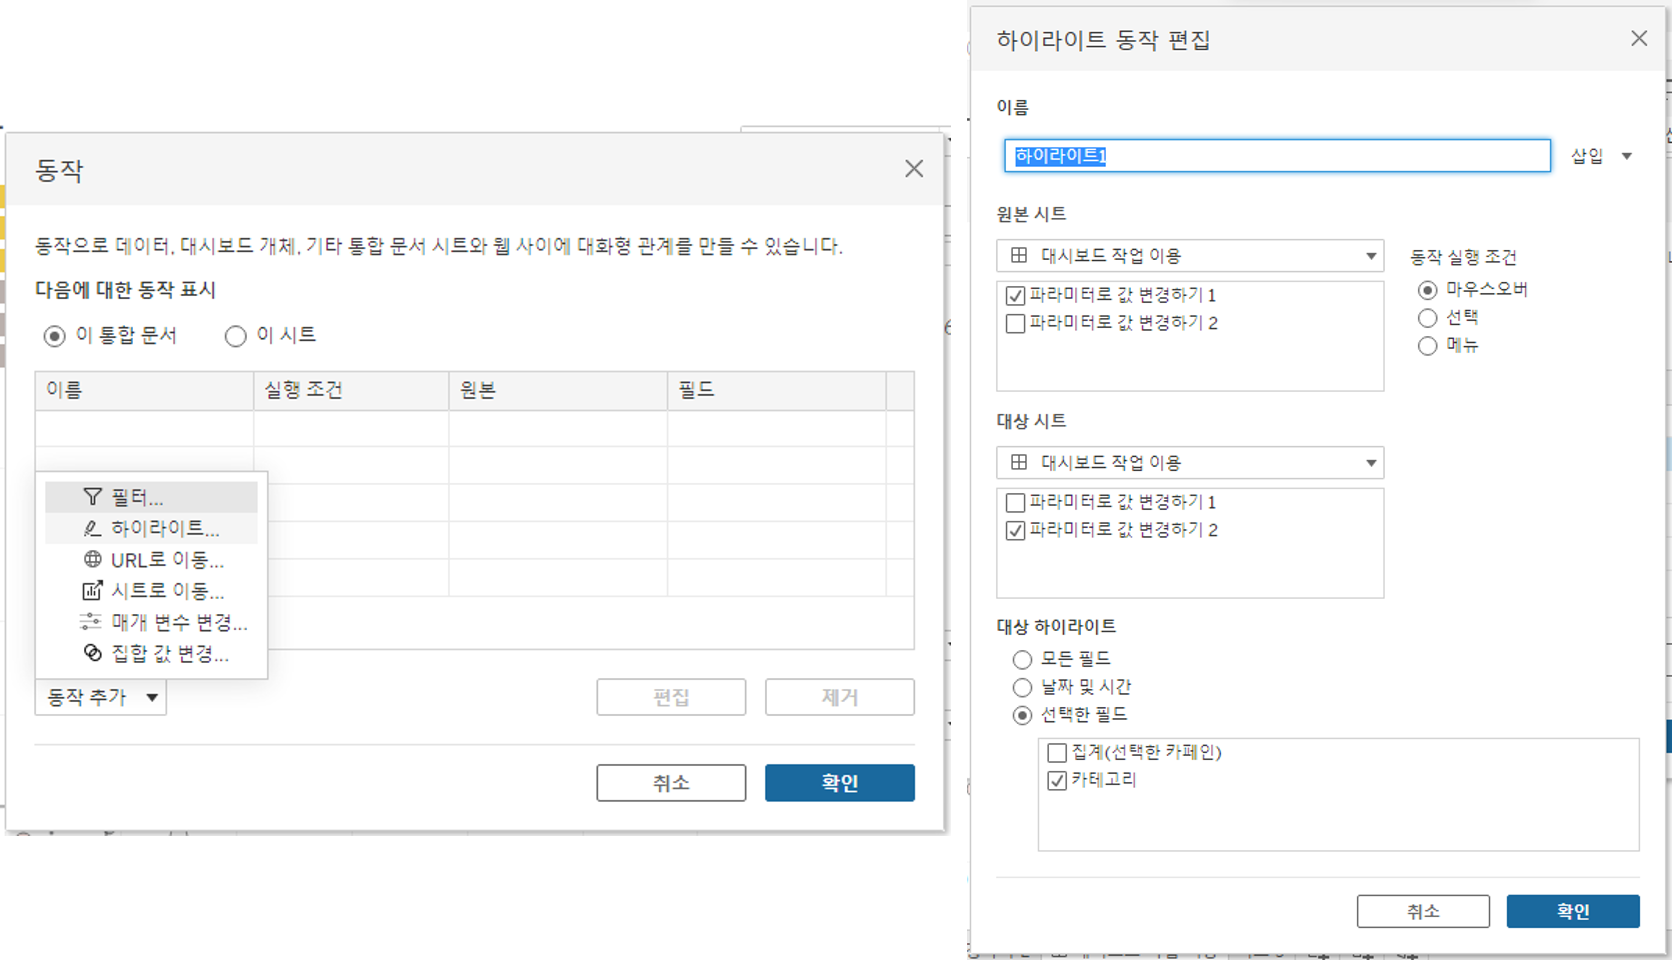 동작
동작으로 데이터, 대시보드 개체, 기타 통합 문서 시트와 웹 사이에 대화형 관계를 만들 수 있습니다.
다음에 대한 동작 표시
이 통합 문서
이 시트
이름
실행 조건
원본
필드
필터...
하이라이트...
URL로 이동...
시트로 이동...
매개 변수 변경...
집합 값 변경...
동작 추가
편집
제거
취소
확인
하이라이트 동작 편집
이름
하이라이트1
삽입
원본 시트
대시보드 작업 이용
동작 실행 조건
파라미터로 값 변경하기 1
마우스오버
파라미터로 값 변경하기 2
선택
메뉴
대상 시트
대시보드 작업 이용
파라미터로 값 변경하기 1
파라미터로 값 변경하기 2
대상 하이라이트
모든 필드
날짜 및 시간
선택한 필드
집계(선택한 카페인)
카테고리
취소
확인